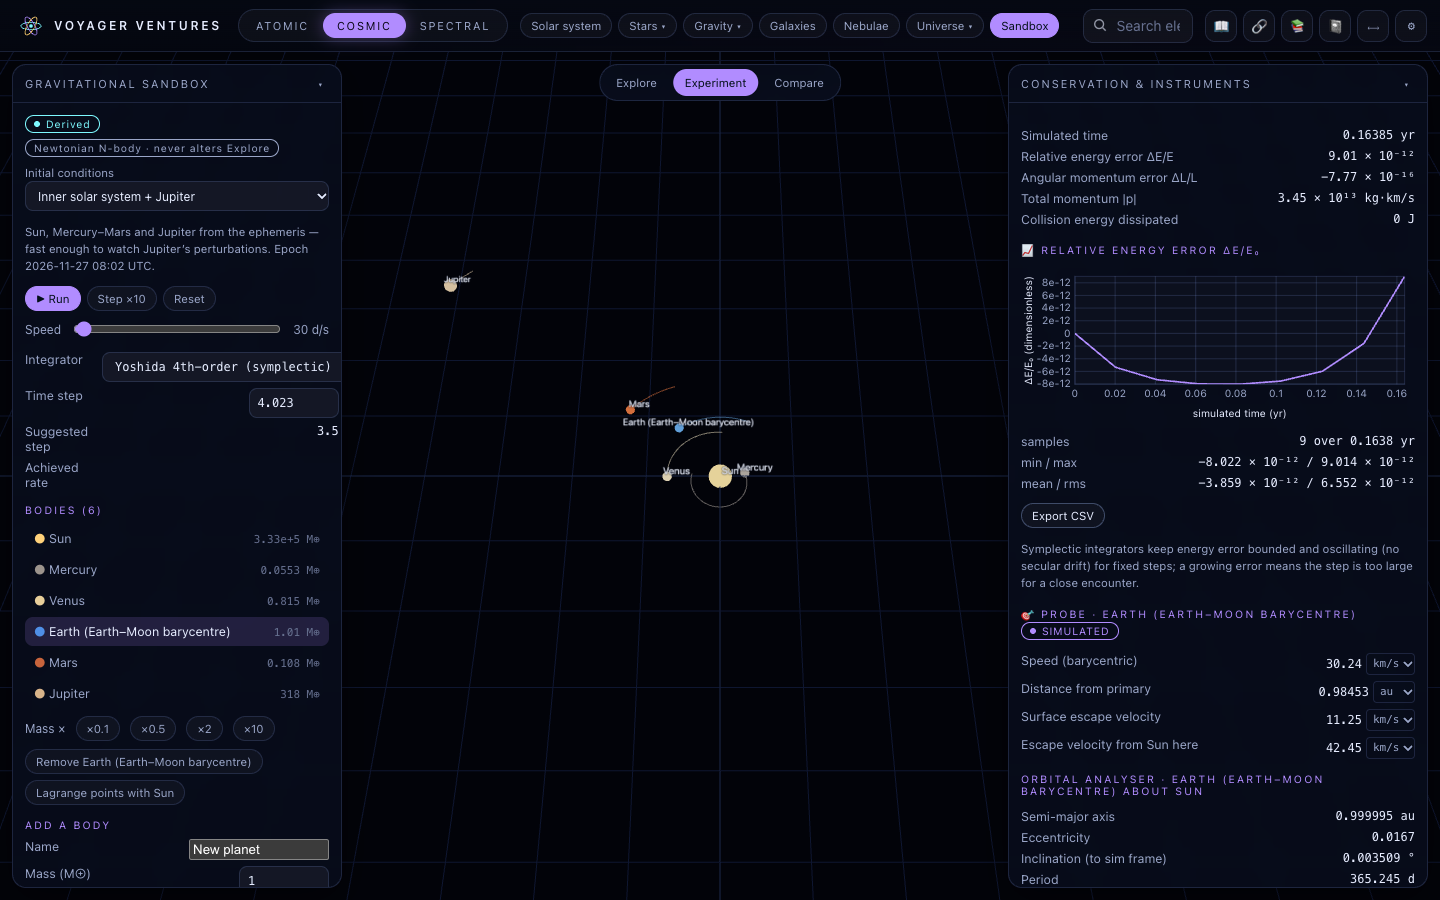 VOYAGER VENTURES
ATOMIC
COSMIC
SPECTRAL
Solar system
Stars ▾
Gravity ▾
Galaxies
Nebulae
Universe ▾
Sandbox
Search ele
GRAVITATIONAL SANDBOX
Derived
Newtonian N-body · never alters Explore
Initial conditions
Inner solar system + Jupiter
Sun, Mercury–Mars and Jupiter from the ephemeris —
fast enough to watch Jupiter's perturbations. Epoch
2026-11-27 08:02 UTC.
▶ Run
Step ×10
Reset
Speed
30 d/s
Integrator
Yoshida 4th-order (symplectic)
Time step
4.023
Suggested
step
3.5
Achieved
rate
BODIES (6)
Sun
3.33e+5 M⊕
Mercury
0.0553 M⊕
Venus
0.815 M⊕
Earth (Earth–Moon barycentre)
1.01 M⊕
Mars
0.108 M⊕
Jupiter
318 M⊕
Mass ×
×0.1
×0.5
×2
×10
Remove Earth (Earth–Moon barycentre)
Lagrange points with Sun
ADD A BODY
Name
New planet
Mass (M⊕)
1
Explore
Experiment
Compare
Jupiter
Mars
Earth (Earth–Moon barycentre)
Venus
Sun
Mercury
CONSERVATION & INSTRUMENTS
Simulated time
0.16385 yr
Relative energy error ΔE/E
9.01 × 10⁻¹²
Angular momentum error ΔL/L
−7.77 × 10⁻¹⁶
Total momentum |p|
3.45 × 10¹³ kg·km/s
Collision energy dissipated
0 J
RELATIVE ENERGY ERROR ΔE/E₀
ΔE/E₀ (dimensionless)
8e-12
6e-12
4e-12
2e-12
0
-2e-12
-4e-12
-6e-12
-8e-12
0
0.02
0.04
0.06
0.08
0.1
0.12
0.14
0.16
simulated time (yr)
samples
9 over 0.1638 yr
min / max
−8.022 × 10⁻¹² / 9.014 × 10⁻¹²
mean / rms
−3.859 × 10⁻¹² / 6.552 × 10⁻¹²
Export CSV
Symplectic integrators keep energy error bounded and oscillating (no
secular drift) for fixed steps; a growing error means the step is too large
for a close encounter.
PROBE · EARTH (EARTH–MOON BARYCENTRE)
SIMULATED
Speed (barycentric)
30.24 km/s
Distance from primary
0.98453 au
Surface escape velocity
11.25 km/s
Escape velocity from Sun here
42.45 km/s
ORBITAL ANALYSER · EARTH (EARTH–MOON
BARYCENTRE) ABOUT SUN
Semi-major axis
0.999995 au
Eccentricity
0.0167
Inclination (to sim frame)
0.003509 °
Period
365.245 d